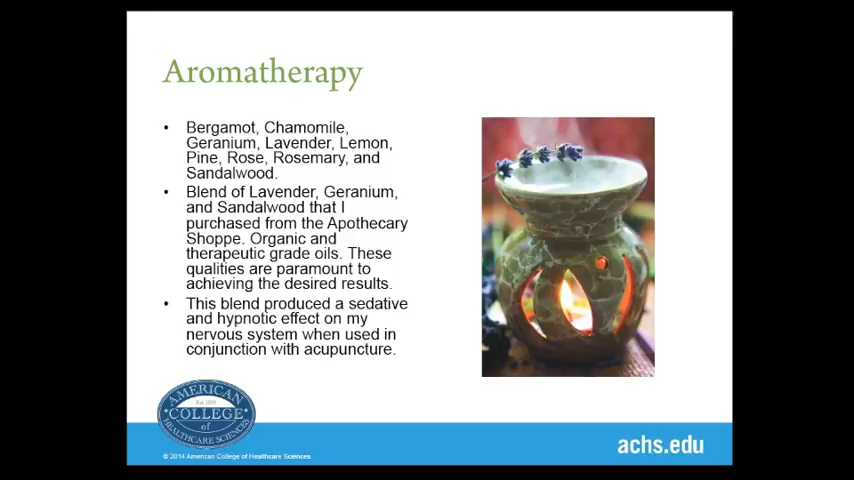 Aromatherapy
• Bergamot, Chamomile,
Geranium, Lavender, Lemon,
Pine, Rose, Rosemary, and
Sandalwood.
• Blend of Lavender, Geranium,
and Sandalwood that I
purchased from the Apothecary
Shoppe. Organic and
therapeutic grade oils. These
qualities are paramount to
achieving the desired results.
• This blend produced a sedative
and hypnotic effect on my
nervous system when used in
conjunction with acupuncture.
AMERICAN
COLLEGE
of
HEALTHCARE SCIENCES
achs.edu
© 2014 American College of Healthcare Sciences